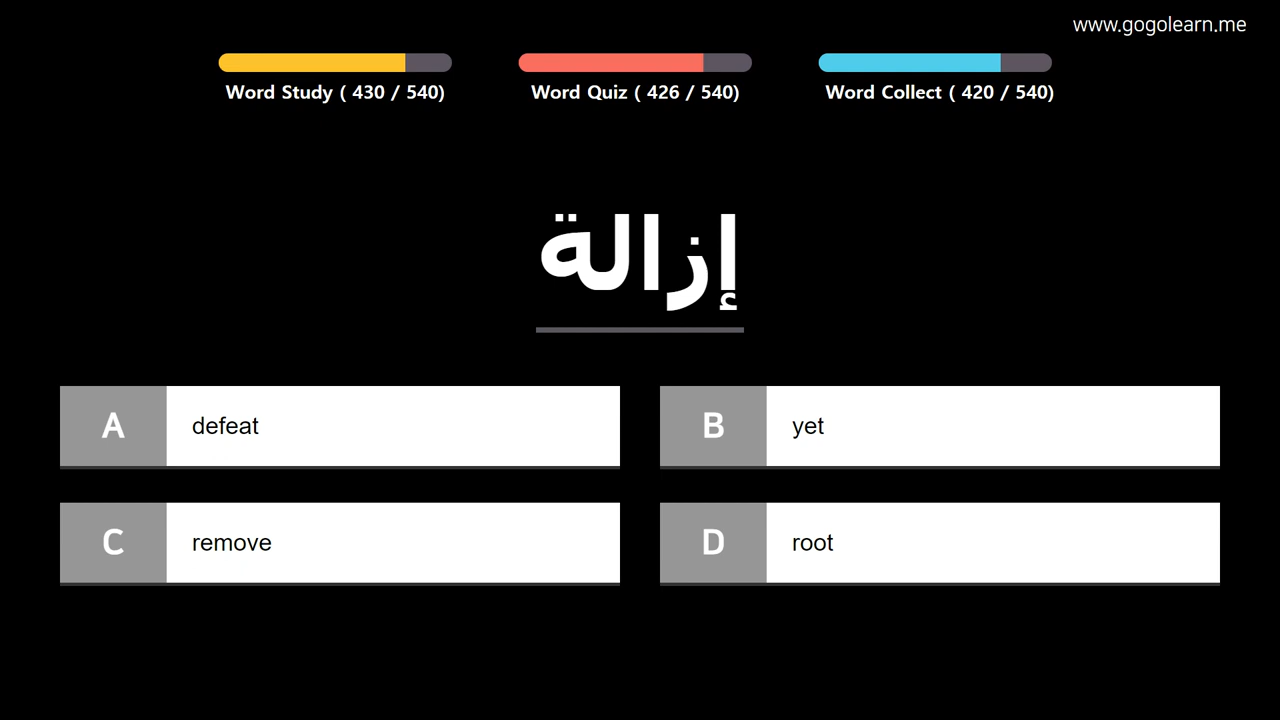 www.gogolearn.me
Word Study ( 430 / 540)
Word Quiz ( 426 / 540)
Word Collect ( 420 / 540)
إزالة
A defeat
B yet
C remove
D root